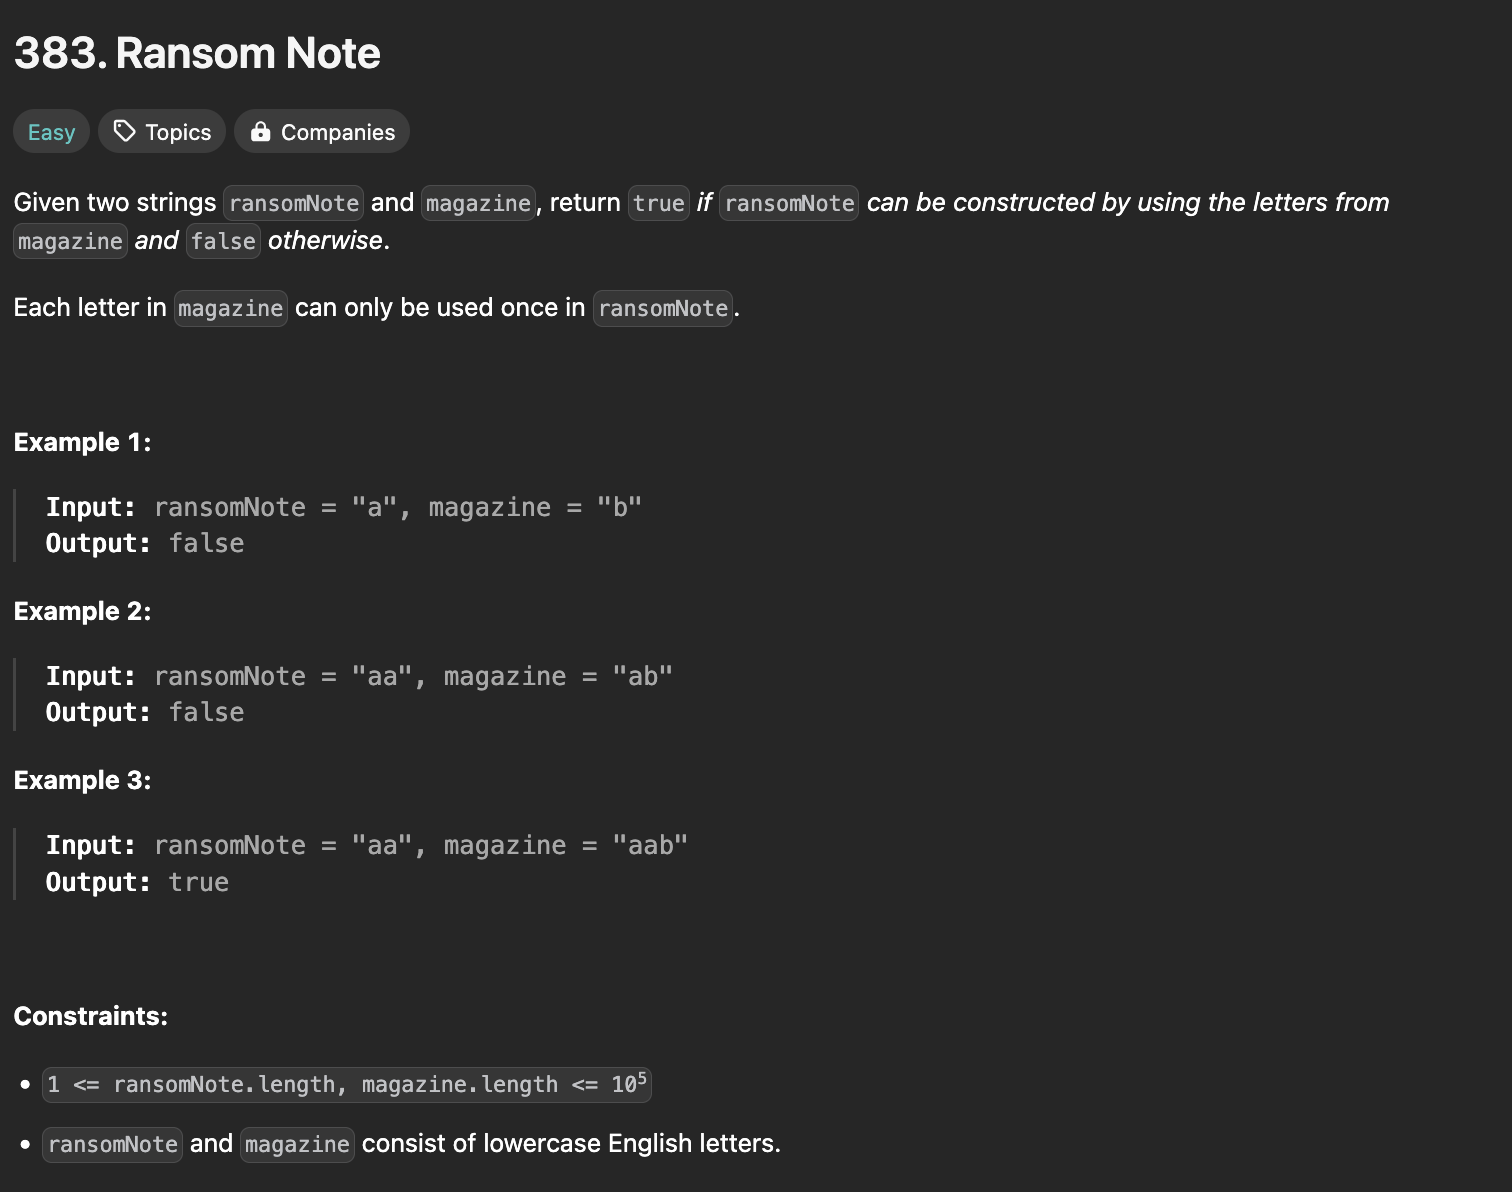 383. Ransom Note
Easy Topics Companies
Given two strings ransomNote and magazine, return true if ransomNote can be constructed by using the letters from
magazine and false otherwise.
Each letter in magazine can only be used once in ransomNote.
Example 1:
Input: ransomNote = "a", magazine = "b"
Output: false
Example 2:
Input: ransomNote = "aa", magazine = "ab"
Output: false
Example 3:
Input: ransomNote = "aa", magazine = "aab"
Output: true
Constraints:
• 1 <= ransomNote.length, magazine.length <= 10⁵
• ransomNote and magazine consist of lowercase English letters.